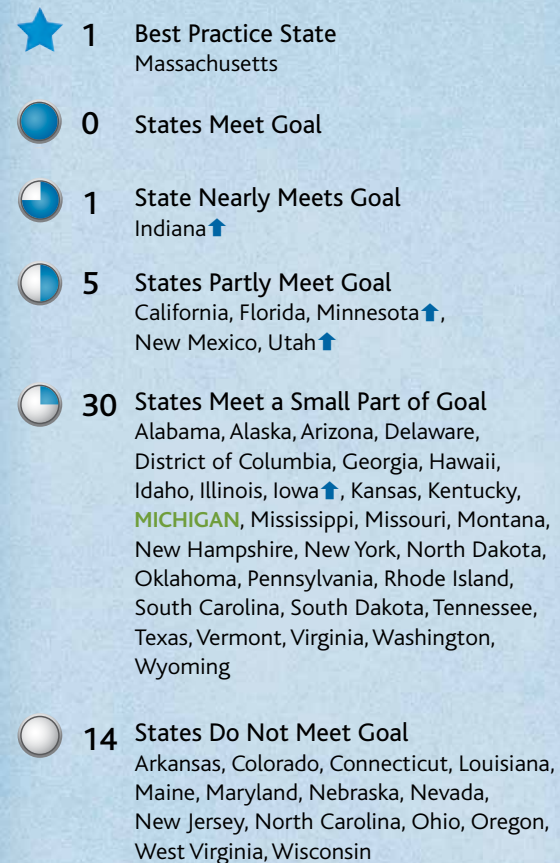 1 Best Practice State
Massachusetts
0 States Meet Goal
1 State Nearly Meets Goal
Indiana⬆
5 States Partly Meet Goal
California, Florida, Minnesota⬆,
New Mexico, Utah⬆
30 States Meet a Small Part of Goal
Alabama, Alaska, Arizona, Delaware,
District of Columbia, Georgia, Hawaii,
Idaho, Illinois, Iowa⬆, Kansas, Kentucky,
MICHIGAN, Mississippi, Missouri, Montana,
New Hampshire, New York, North Dakota,
Oklahoma, Pennsylvania, Rhode Island,
South Carolina, South Dakota, Tennessee,
Texas, Vermont, Virginia, Washington,
Wyoming
14 States Do Not Meet Goal
Arkansas, Colorado, Connecticut, Louisiana,
Maine, Maryland, Nebraska, Nevada,
New Jersey, North Carolina, Ohio, Oregon,
West Virginia, Wisconsin